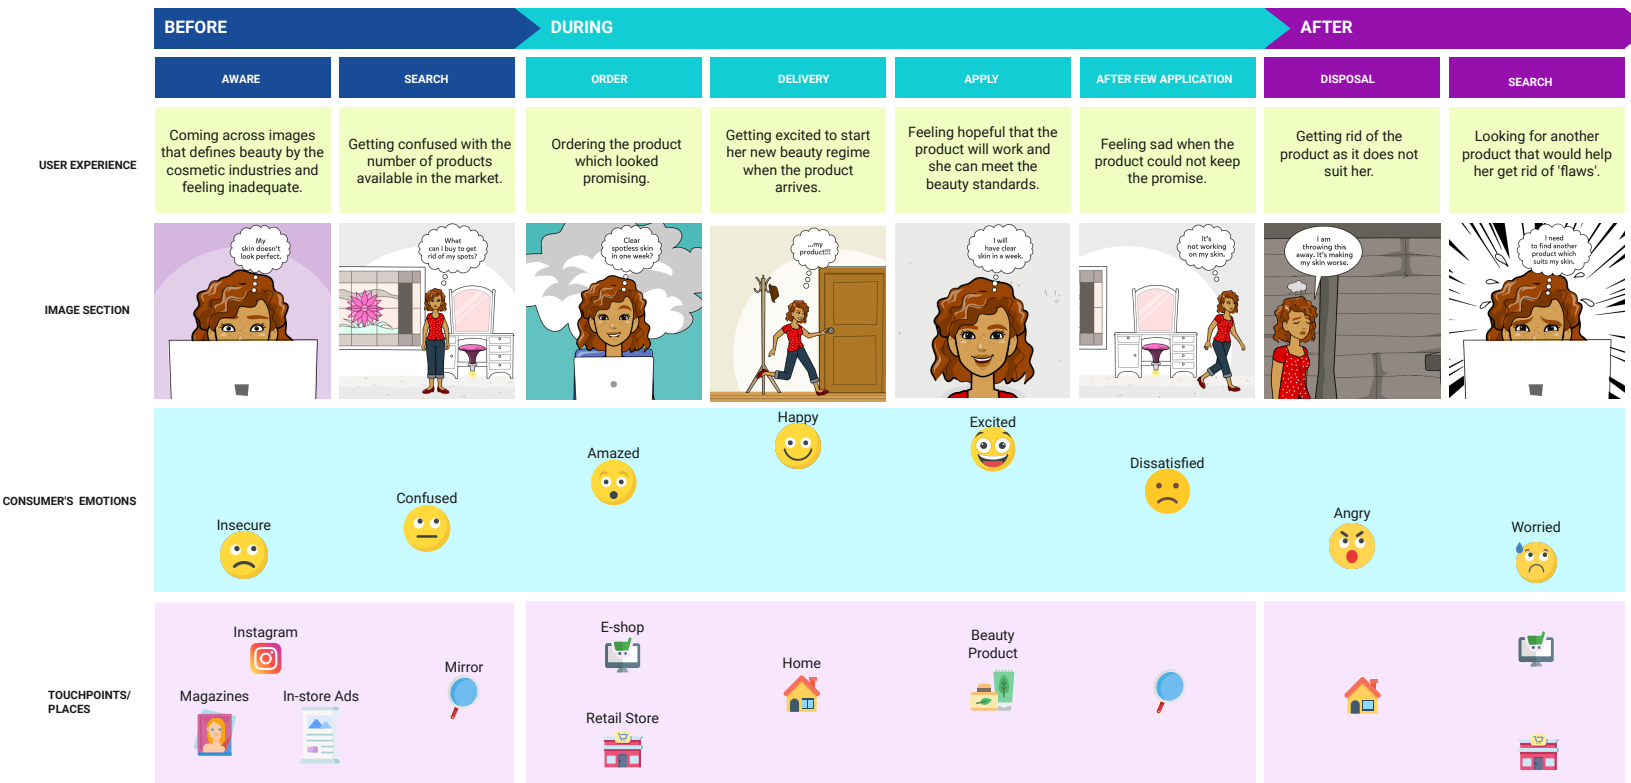 BEFORE
DURING
AFTER
AWARE
SEARCH
ORDER
DELIVERY
APPLY
AFTER FEW APPLICATION
DISPOSAL
SEARCH
USER EXPERIENCE
Coming across images
that defines beauty by the
cosmetic industries and
feeling inadequate.
Getting confused with the
number of products
available in the market.
Ordering the product
which looked
promising.
Getting excited to start
her new beauty regime
when the product
arrives.
Feeling hopeful that the
product will work and
she can meet the
beauty standards.
Feeling sad when the
product could not keep
the promise.
Getting rid of the
product as it does not
suit her.
Looking for another
product that would help
her get rid of 'flaws'.
IMAGE SECTION
My
skin doesn't
look perfect.
What
can I buy to get
rid of my spots?
Clear
spotless skin
in one week?
...my
product!!!
I will
have clear
skin in a week.
It's
not working
on my skin.
I am
throwing this
away. It's making
my skin worse.
I need
to find another
product which
suits my skin.
CONSUMER'S EMOTIONS
Insecure
Confused
Amazed
Happy
Excited
Dissatisfied
Angry
Worried
TOUCHPOINTS/
PLACES
Instagram
Magazines
In-store Ads
Mirror
E-shop
Retail Store
Home
Beauty
Product